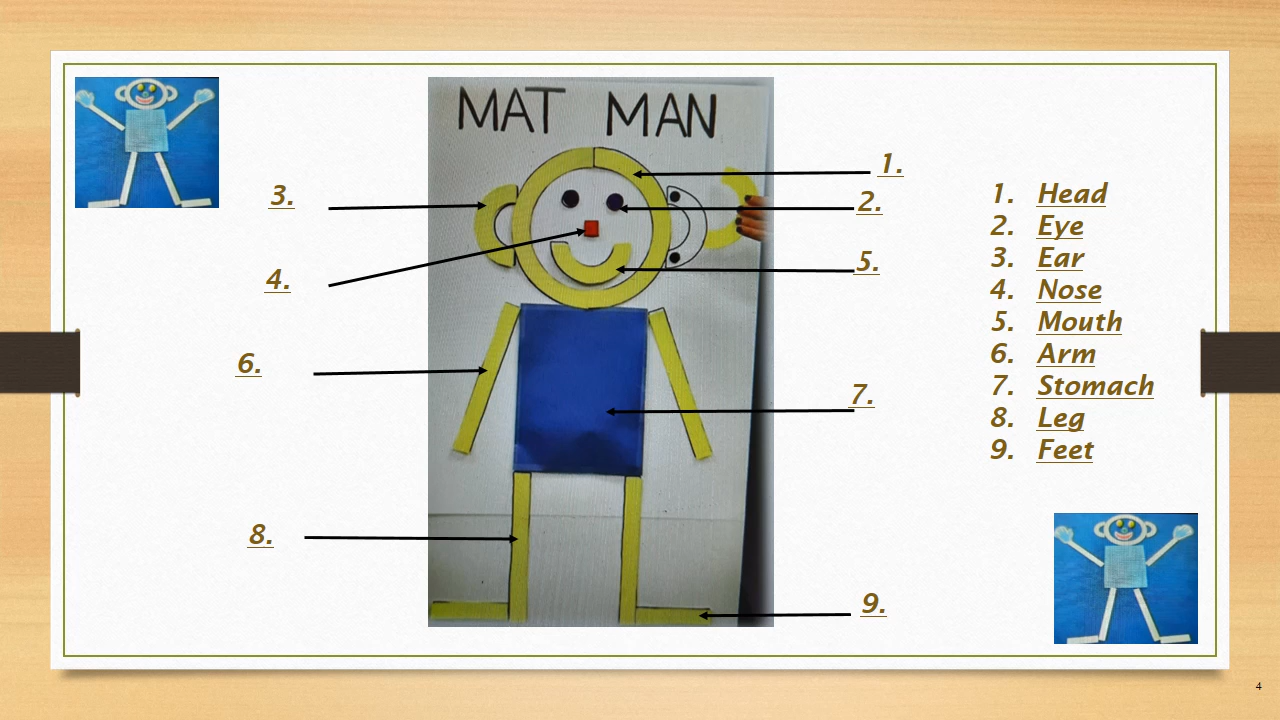 MAT MAN
1.
2.
3.
4.
5.
6.
7.
8.
9.
1. Head
2. Eye
3. Ear
4. Nose
5. Mouth
6. Arm
7. Stomach
8. Leg
9. Feet
4